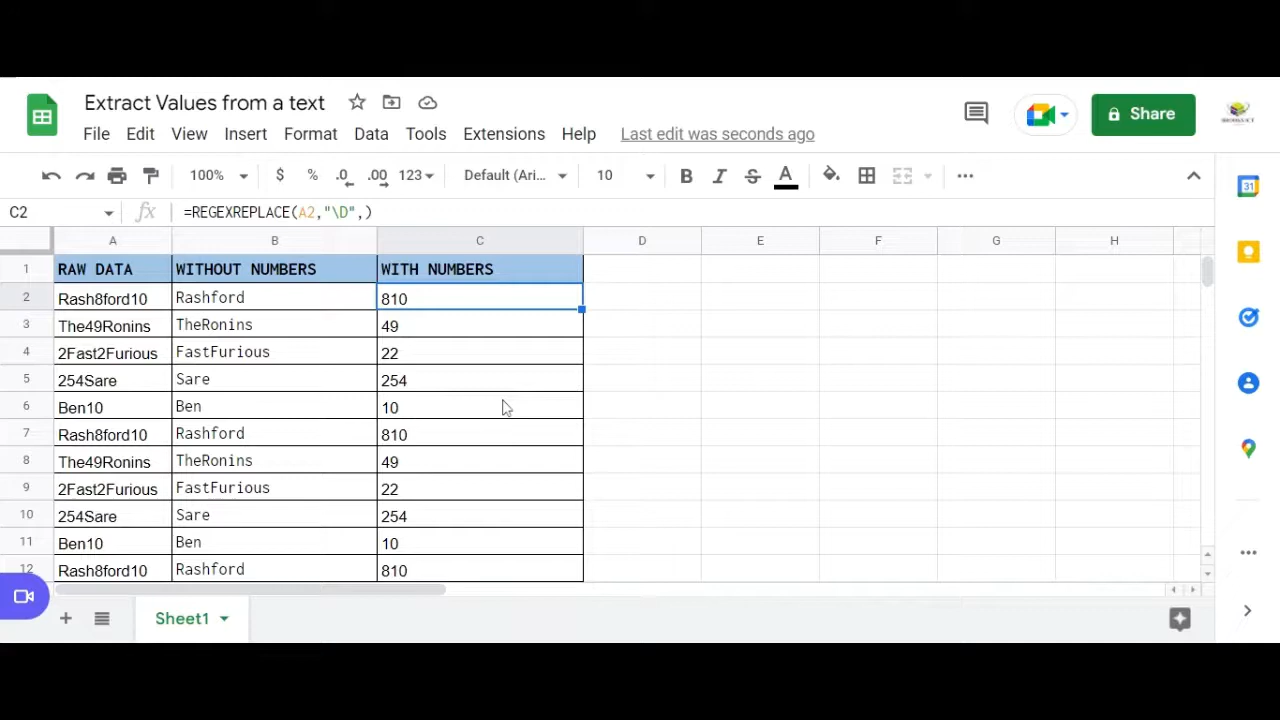 Extract Values from a text
File Edit View Insert Format Data Tools Extensions Help Last edit was seconds ago
Share
100% $ % .0 .00 123 Default (Ari... 10 B I S A
C2 fx =REGEXREPLACE(A2,"\D",)
A B C D E F G H
1 RAW DATA WITHOUT NUMBERS WITH NUMBERS
2 Rash8ford10 Rashford 810
3 The49Ronins TheRonins 49
4 2Fast2Furious FastFurious 22
5 254Sare Sare 254
6 Ben10 Ben 10
7 Rash8ford10 Rashford 810
8 The49Ronins TheRonins 49
9 2Fast2Furious FastFurious 22
10 254Sare Sare 254
11 Ben10 Ben 10
12 Rash8ford10 Rashford 810
Sheet1
31